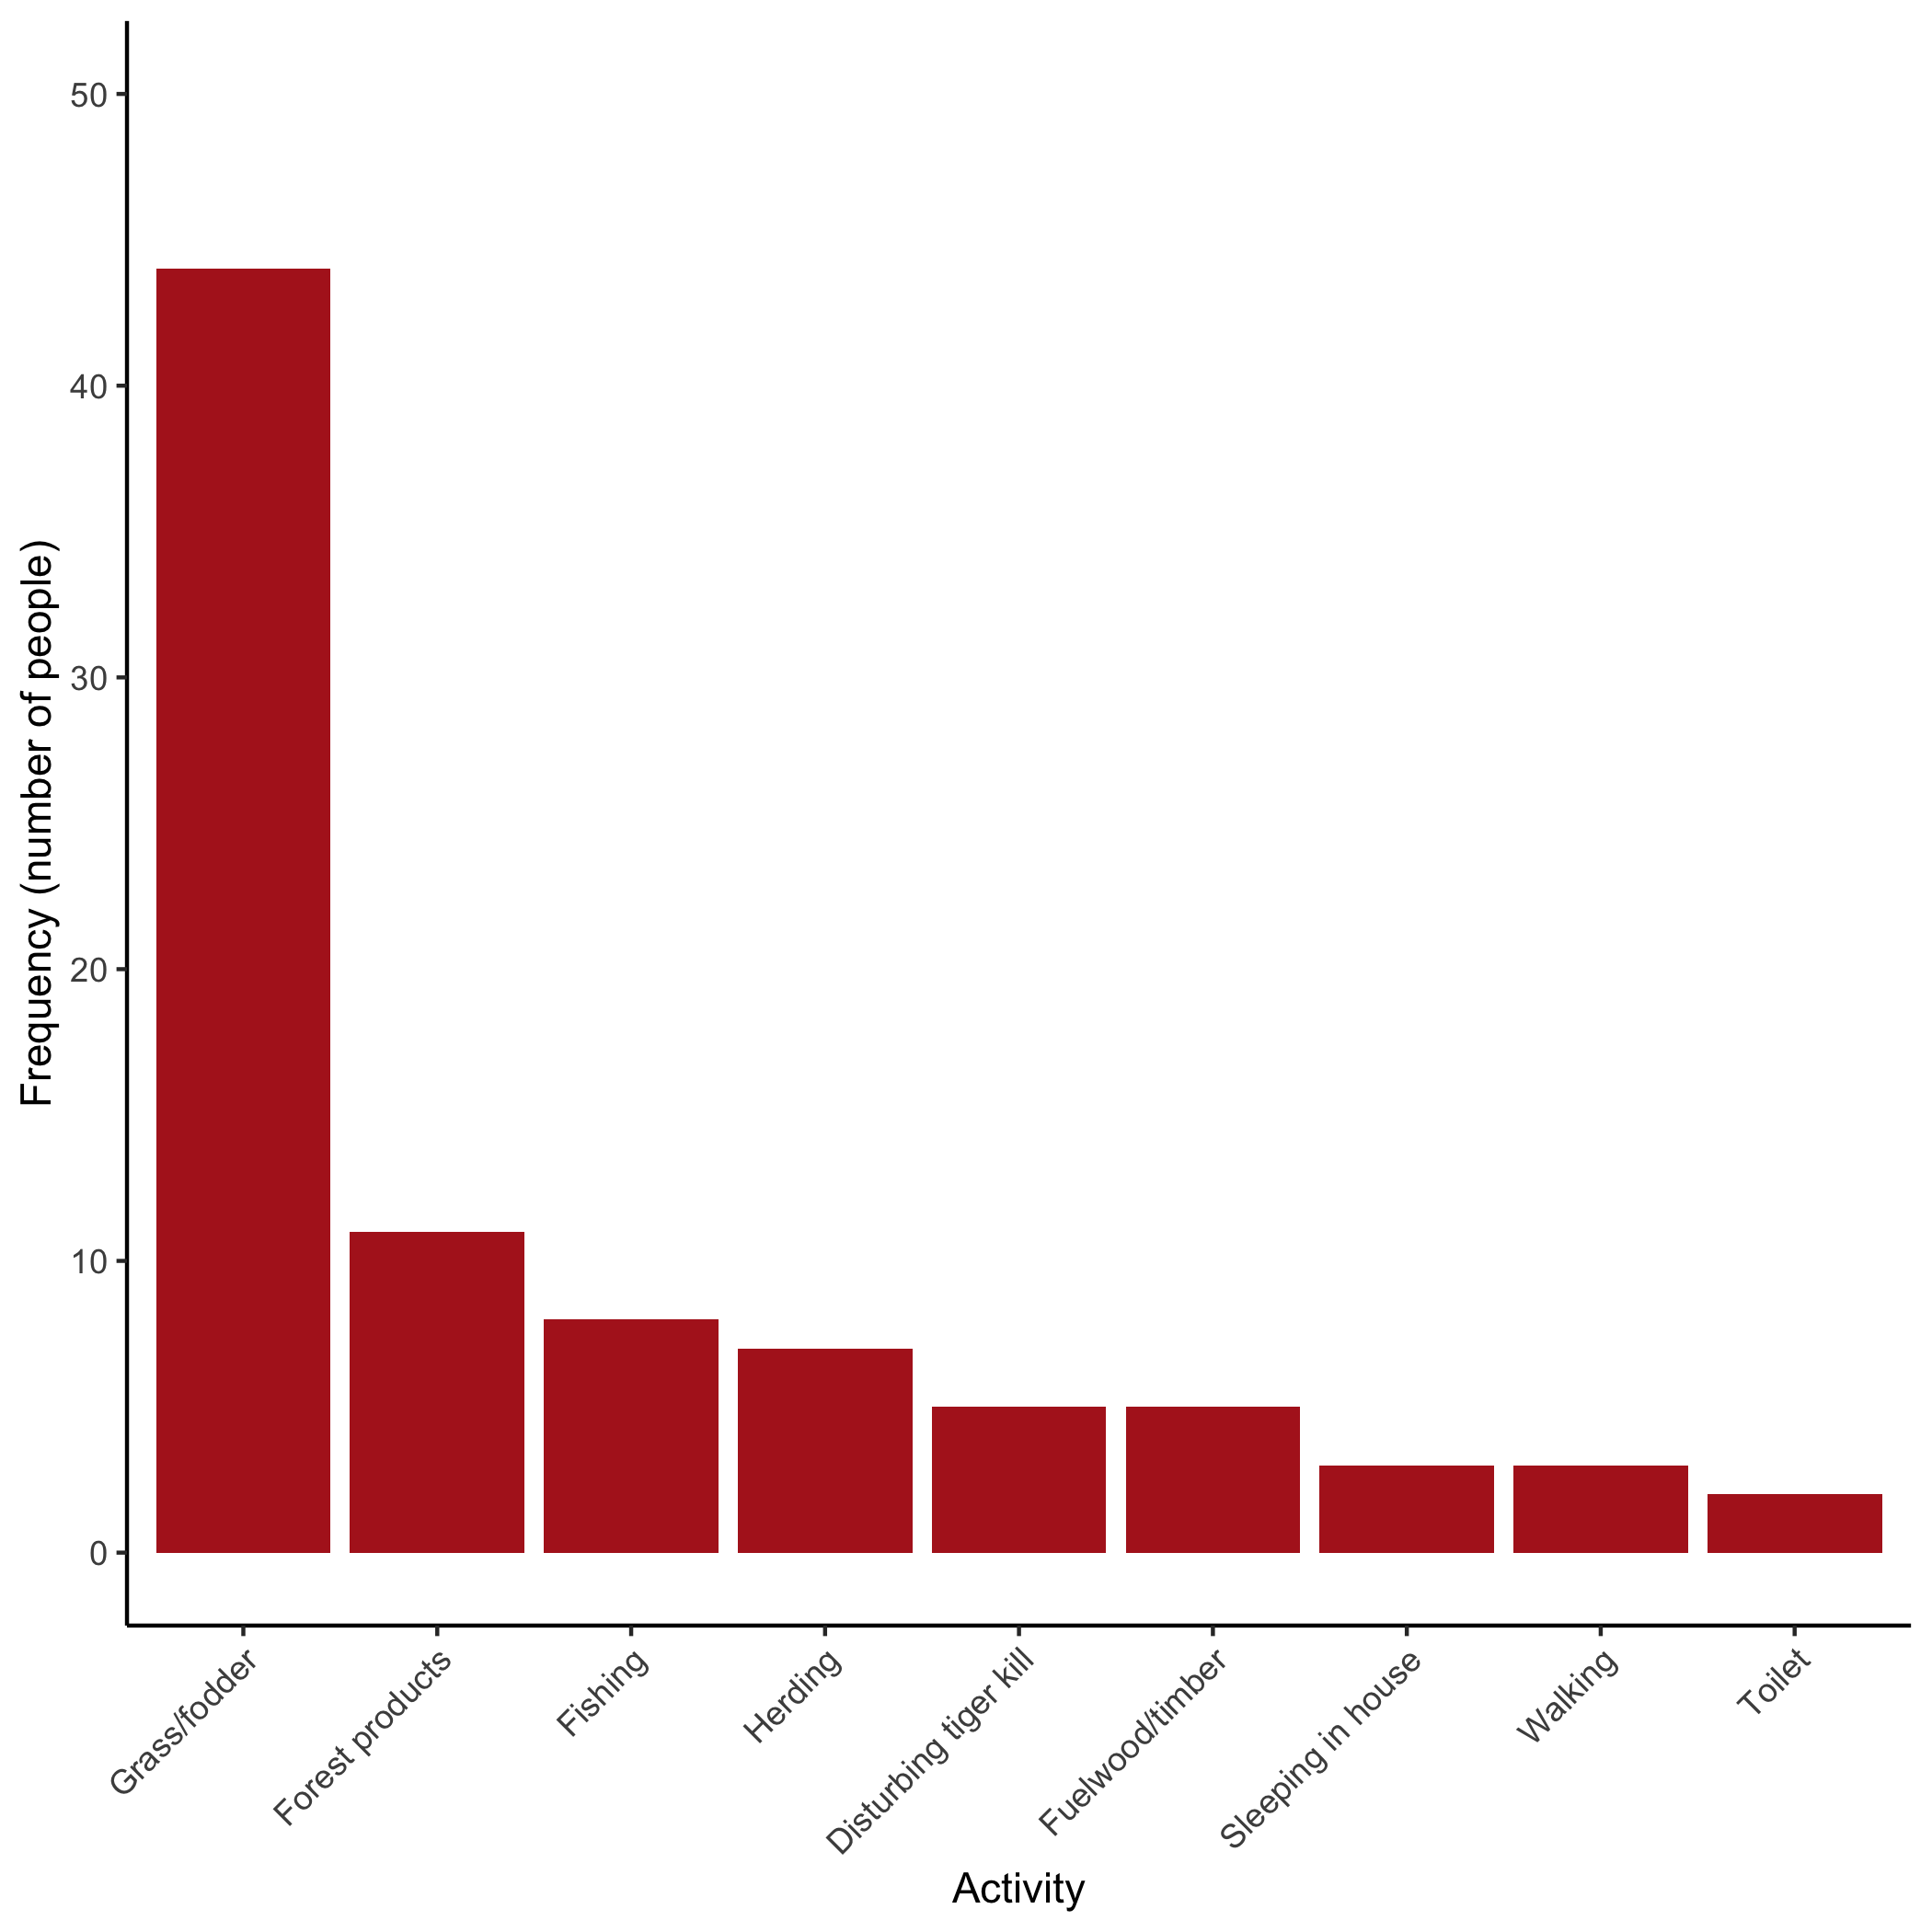 Frequency (number of people)
50
40
30
20
10
0
Grass/fodder
Forest products
Fishing
Herding
Disturbing tiger kill
Fuelwood/timber
Sleeping in house
Walking
Toilet
Activity